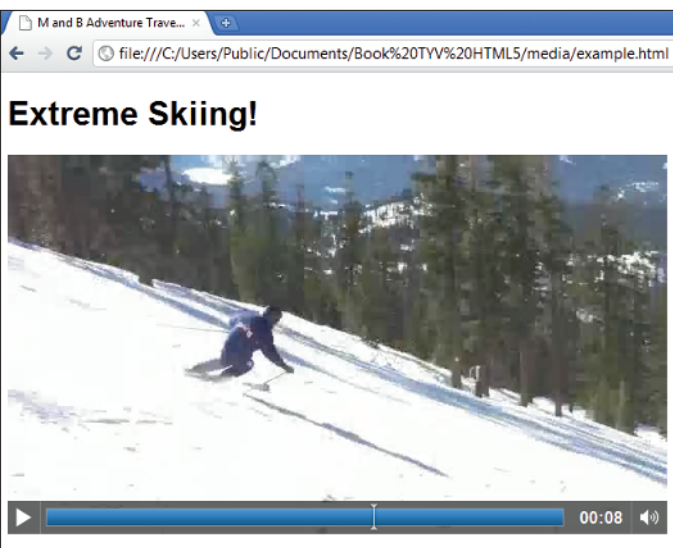 M and B Adventure Trave...
file:///C:/Users/Public/Documents/Book%20TYV%20HTML5/media/example.html
Extreme Skiing!
00:08